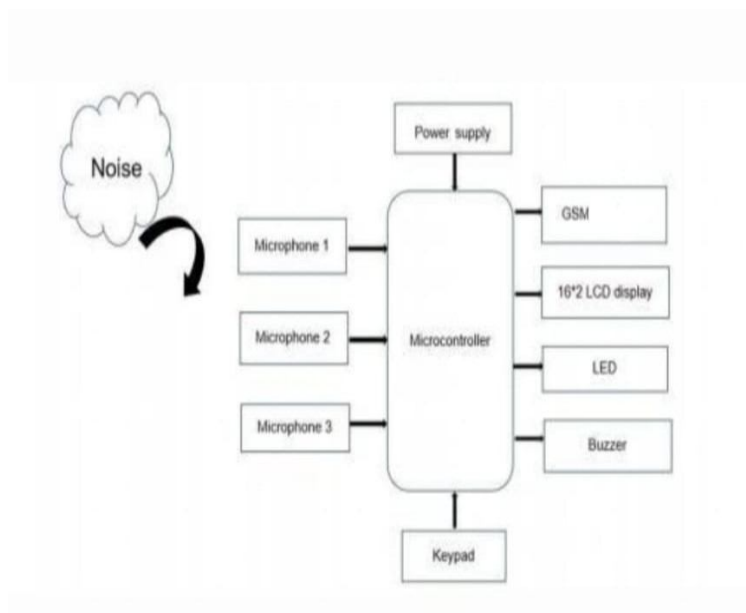 Noise
Power supply
Microphone 1
Microphone 2
Microphone 3
Microcontroller
GSM
16*2 LCD display
LED
Buzzer
Keypad